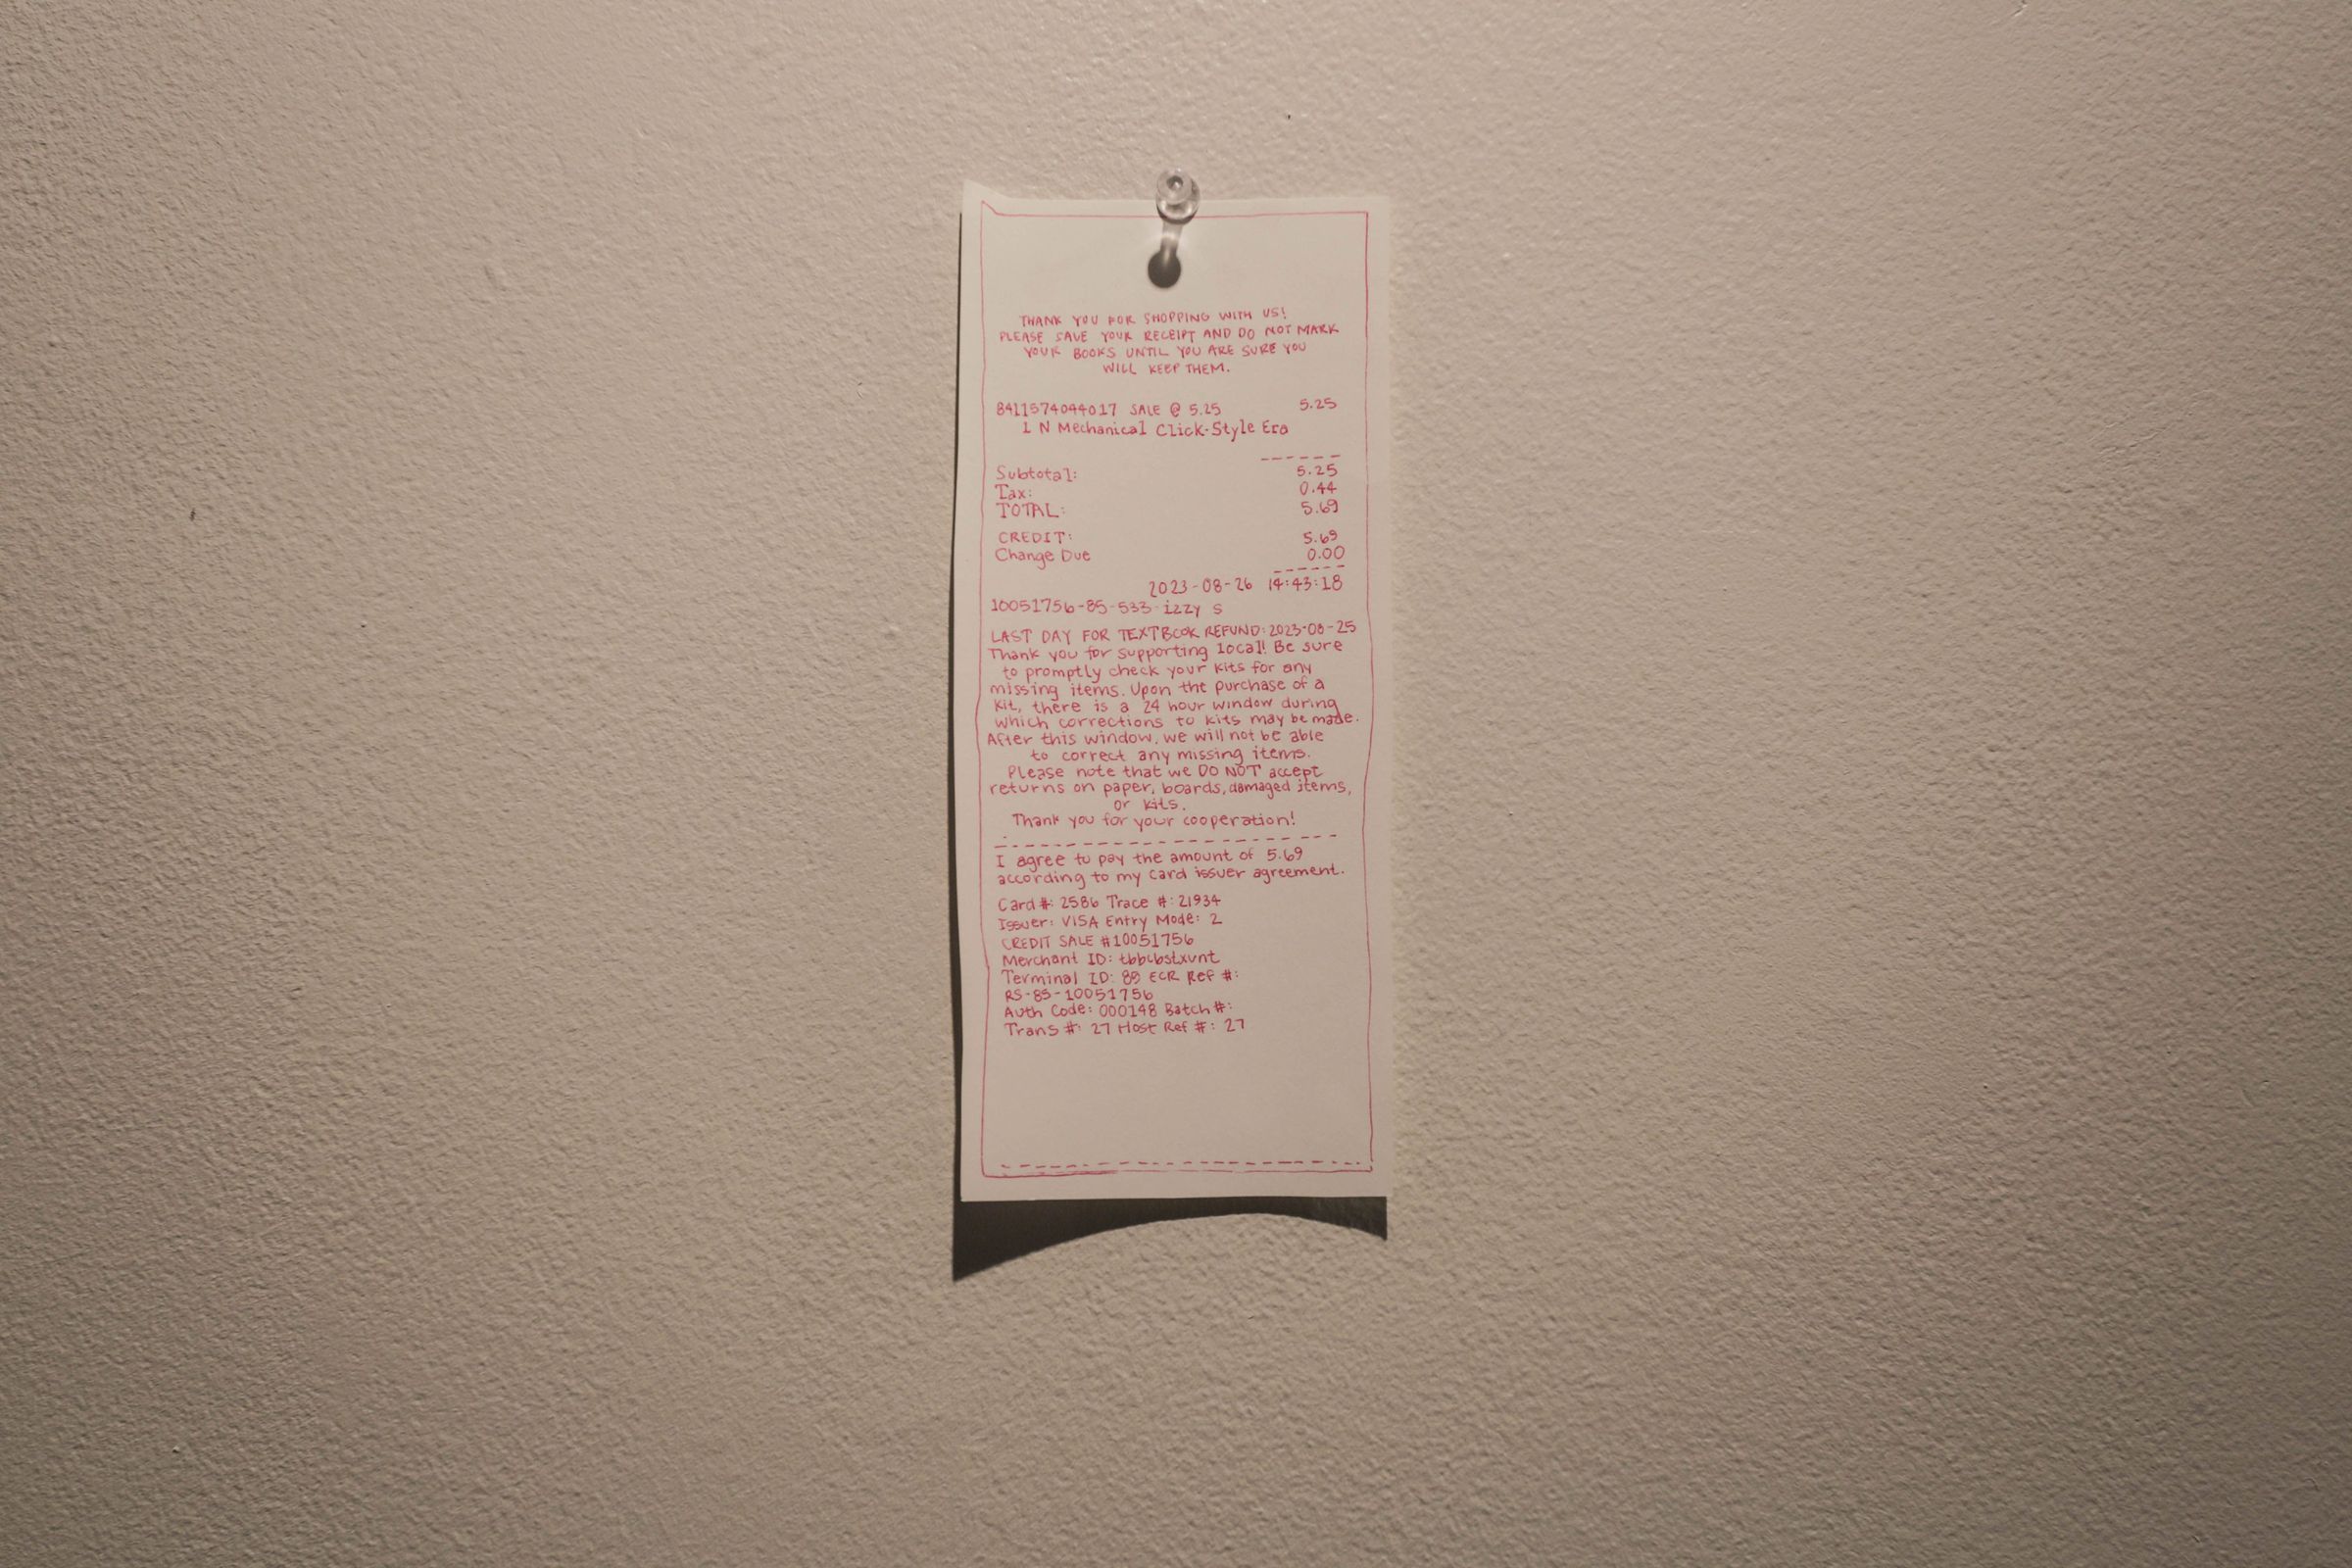 THANK YOU FOR SHOPPING WITH US!
PLEASE SAVE YOUR RECEIPT AND DO NOT MARK
YOUR BOOKS UNTIL YOU ARE SURE YOU
WILL KEEP THEM.
8411574044017 SALE @ 5.25 5.25
1 N Mechanical Click-Style Era
Subtotal: 5.25
Tax: 0.44
TOTAL: 5.69
CREDIT: 5.69
Change Due 0.00
2023-08-26 14:43:18
10051756-85-533-izzy s
LAST DAY FOR TEXTBOOK REFUND: 2023-08-25
Thank you for supporting local! Be sure
to promptly check your kits for any
missing items. Upon the purchase of a
kit, there is a 24 hour window during
which corrections to kits may be made.
After this window, we will not be able
to correct any missing items.
Please note that we DO NOT accept
returns on paper, boards, damaged items,
or kits.
Thank you for your cooperation!
I agree to pay the amount of 5.69
according to my card issuer agreement.
Card #: 2586 Trace #: 21934
Issuer: VISA Entry Mode: 2
CREDIT SALE #10051756
Merchant ID: tbbcbstxvnt
Terminal ID: 89 ECR Ref #:
RS-85-10051756
Auth Code: 000148 Batch #:
Trans #: 27 Host Ref #: 27